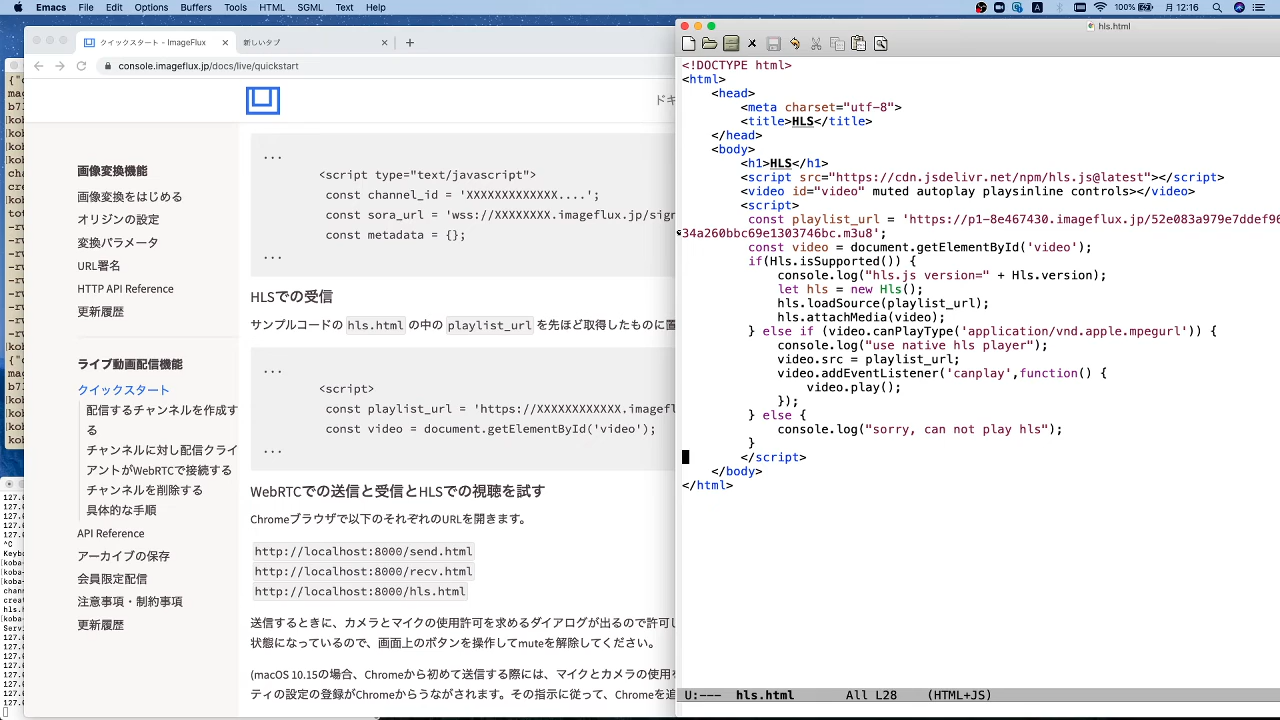 Emacs File Edit Options Buffers Tools HTML SGML Text Help
100% 月 12:16
クイックスタート - ImageFlux
新しいタブ
console.imageflux.jp/docs/live/quickstart
画像変換機能
画像変換をはじめる
オリジンの設定
変換パラメータ
URL署名
HTTP API Reference
更新履歴
ライブ動画配信機能
クイックスタート
配信するチャンネルを作成す
る
チャンネルに対し配信クライ
アントがWebRTCで接続する
チャンネルを削除する
具体的な手順
API Reference
アーカイブの保存
会員限定配信
注意事項・制約事項
更新履歴
ドキ
...
<script type="text/javascript">
const channel_id = 'XXXXXXXXXXXX....';
const sora_url = 'wss://XXXXXXXX.imageflux.jp/sign
const metadata = {};
...
HLSでの受信
サンプルコードの hls.html の中の playlist_url を先ほど取得したものに置
...
<script>
const playlist_url = 'https://XXXXXXXXXXXX.imagefl
const video = document.getElementById('video');
...
WebRTCでの送信と受信とHLSでの視聴を試す
Chromeブラウザで以下のそれぞれのURLを開きます。
http://localhost:8000/send.html
http://localhost:8000/recv.html
http://localhost:8000/hls.html
送信するときに、カメラとマイクの使用許可を求めるダイアログが出るので許可し
状態になっているので、画面上のボタンを操作してmuteを解除してください。
(macOS 10.15の場合、Chromeから初めて送信する際には、マイクとカメラの使用を
ティの設定の登録がChromeからうながされます。その指示に従って、Chromeを追
hls.html
<!DOCTYPE html>
<html>
<head>
<meta charset="utf-8">
<title>HLS</title>
</head>
<body>
<h1>HLS</h1>
<script src="https://cdn.jsdelivr.net/npm/hls.js@latest"></script>
<video id="video" muted autoplay playsinline controls></video>
<script>
const playlist_url = 'https://p1-8e467430.imageflux.jp/52e083a979e7ddef96
34a260bbc69e1303746bc.m3u8';
const video = document.getElementById('video');
if(Hls.isSupported()) {
console.log("hls.js version=" + Hls.version);
let hls = new Hls();
hls.loadSource(playlist_url);
hls.attachMedia(video);
} else if (video.canPlayType('application/vnd.apple.mpegurl')) {
console.log("use native hls player");
video.src = playlist_url;
video.addEventListener('canplay',function() {
video.play();
});
} else {
console.log("sorry, can not play hls");
}
</script>
</body>
</html>
U:--- hls.html All L28 (HTML+JS)